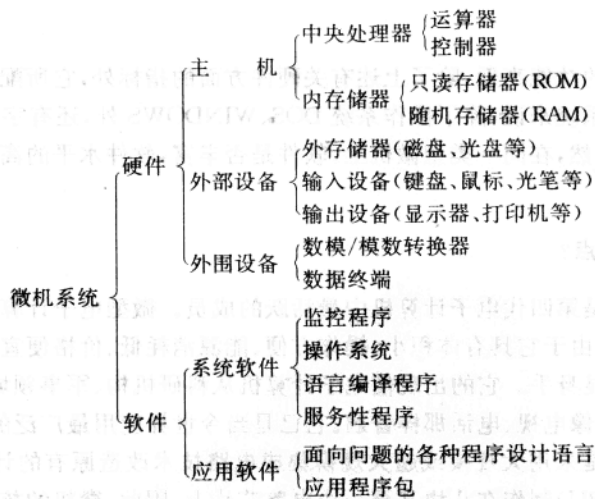 微机系统
硬件
主 机
中央处理器
运算器
控制器
内存储器
只读存储器(ROM)
随机存储器(RAM)
外部设备
外存储器(磁盘、光盘等)
输入设备(键盘、鼠标、光笔等)
输出设备(显示器、打印机等)
外围设备
数模/模数转换器
数据终端
软件
系统软件
监控程序
操作系统
语言编译程序
服务性程序
应用软件
面向问题的各种程序设计语言
应用程序包